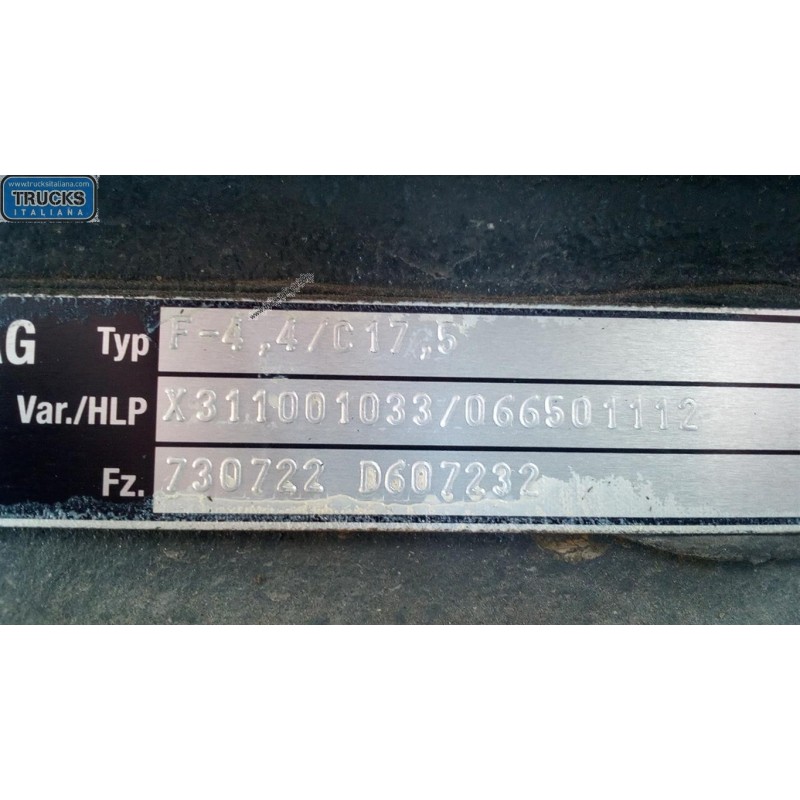 www.trucksitaliana.com
TRUCKS
ITALIANA
AG Typ F-4,4/C17,5
Var./HLP X311001033/066501112
Fz. 730722 D607232